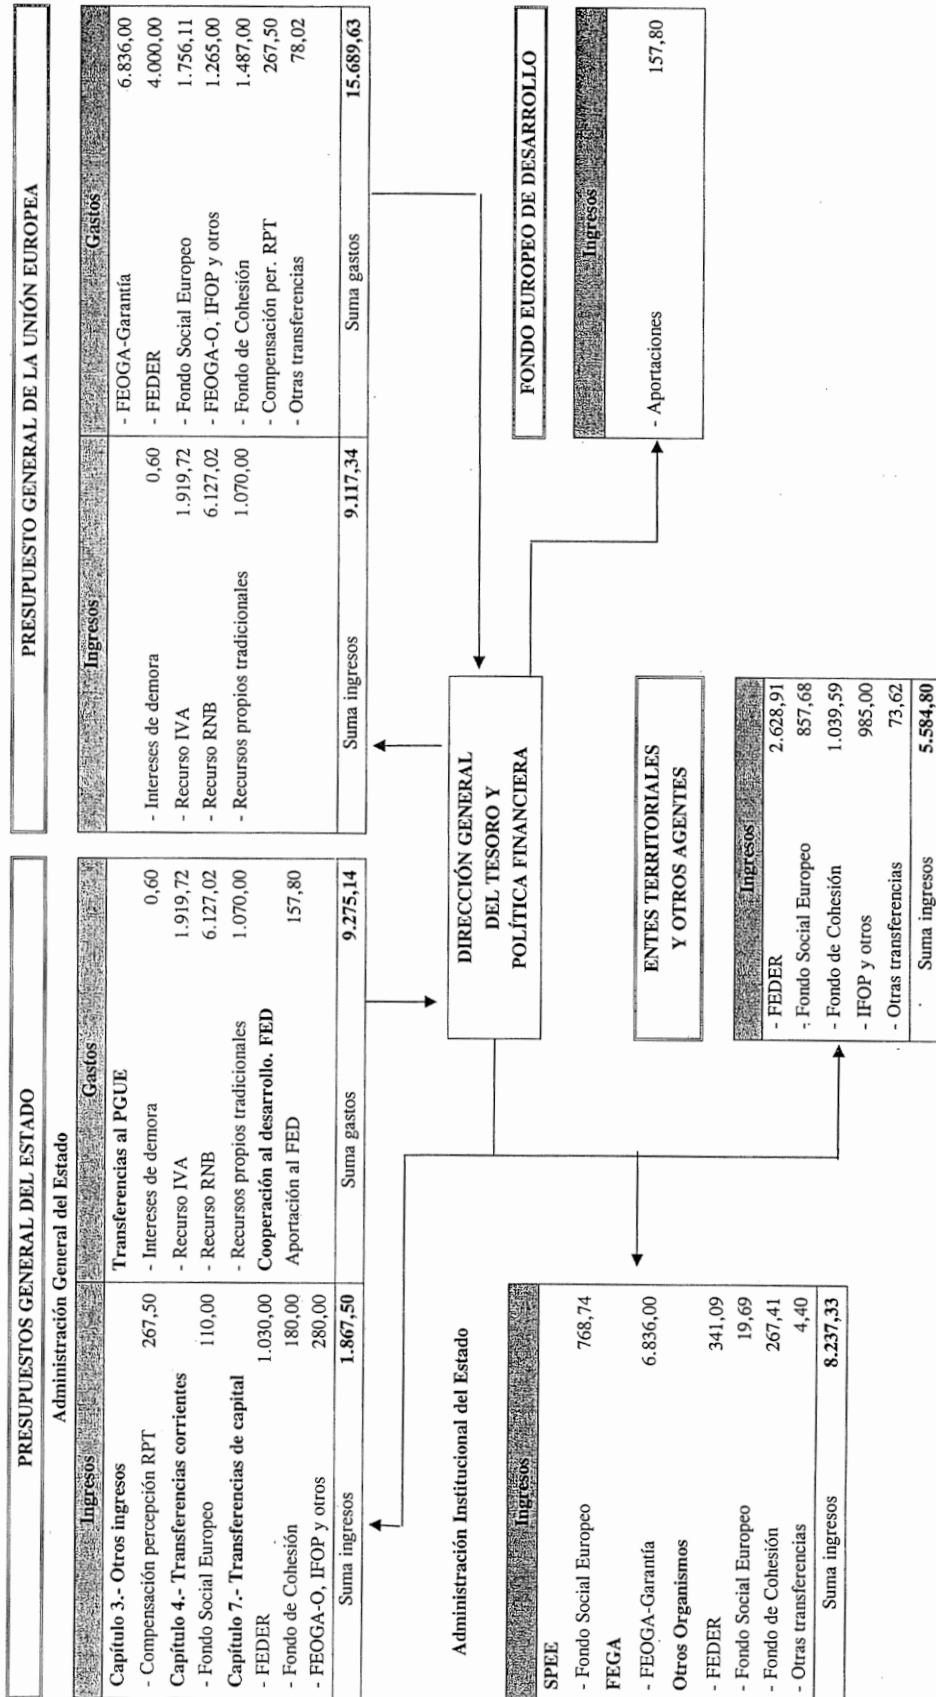 PRESUPUESTOS GENERAL DEL ESTADO
Administración General del Estado
Ingresos
Capítulo 3.- Otros ingresos
- Compensación percepción RPT 267,50
Capítulo 4.- Transferencias corrientes
- Fondo Social Europeo 110,00
Capítulo 7.- Transferencias de capital
- FEDER 1.030,00
- Fondo de Cohesión 180,00
- FEOGA-O, IFOP y otros 280,00
Suma ingresos 1.867,50
Gastos
Transferencias al PGUE
- Intereses de demora 0,60
- Recurso IVA 1.919,72
- Recurso RNB 6.127,02
- Recursos propios tradicionales 1.070,00
Cooperación al desarrollo. FED
Aportación al FED 157,80
Suma gastos 9.275,14
PRESUPUESTO GENERAL DE LA UNIÓN EUROPEA
Ingresos
- Intereses de demora 0,60
- Recurso IVA 1.919,72
- Recurso RNB 6.127,02
- Recursos propios tradicionales 1.070,00
Suma ingresos 9.117,34
Gastos
- FEOGA-Garantía 6.836,00
- FEDER 4.000,00
- Fondo Social Europeo 1.756,11
- FEOGA-O, IFOP y otros 1.265,00
- Fondo de Cohesión 1.487,00
- Compensación per. RPT 267,50
- Otras transferencias 78,02
Suma gastos 15.689,63
DIRECCIÓN GENERAL
DEL TESORO Y
POLÍTICA FINANCIERA
FONDO EUROPEO DE DESARROLLO
Ingresos
- Aportaciones 157,80
Administración Institucional del Estado
Ingresos
SPEE
- Fondo Social Europeo 768,74
FEGA
- FEOGA-Garantía 6.836,00
Otros Organismos
- FEDER 341,09
- Fondo Social Europeo 19,69
- Fondo de Cohesión 267,41
- Otras transferencias 4,40
Suma ingresos 8.237,33
ENTES TERRITORIALES
Y OTROS AGENTES
Ingresos
- FEDER 2.628,91
- Fondo Social Europeo 857,68
- Fondo de Cohesión 1.039,59
- IFOP y otros 985,00
- Otras transferencias 73,62
Suma ingresos 5.584,80